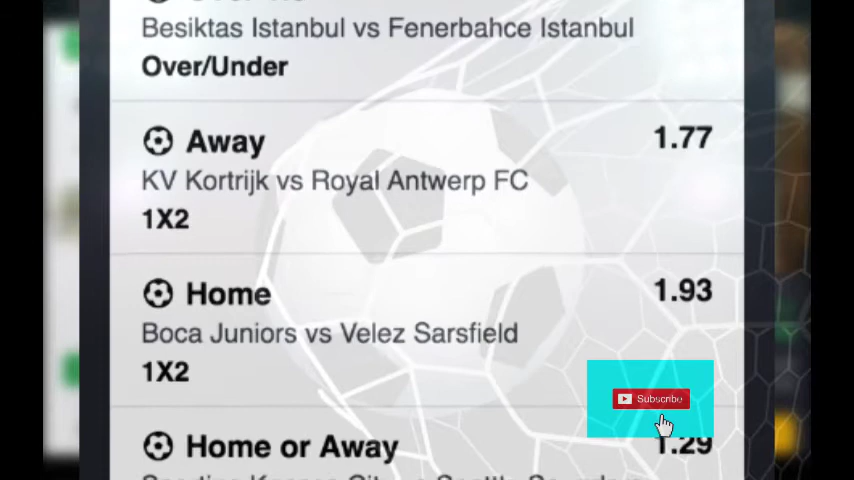 Besiktas Istanbul vs Fenerbahce Istanbul
Over/Under
Away 1.77
KV Kortrijk vs Royal Antwerp FC
1X2
Home 1.93
Boca Juniors vs Velez Sarsfield
1X2
Subscribe
Home or Away 1.29